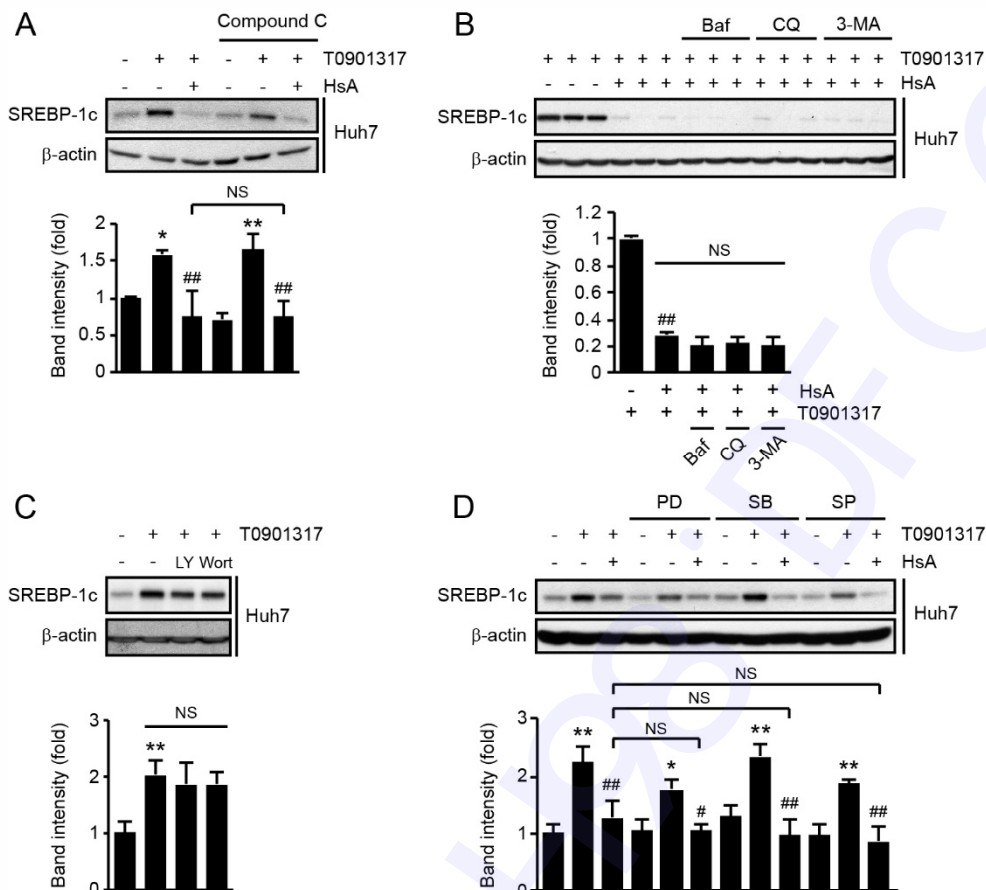 A
Compound C
- + + - + + T0901317
- - + - - + HsA
SREBP-1c
β-actin
Huh7
NS
Band intensity (fold)
2
1.5
1
0.5
0
*
##
**
##
B
Baf CQ 3-MA
+ + + + + + + + + + + + + + + T0901317
- - - + + + + + + + + + + + + HsA
SREBP-1c
β-actin
Huh7
Band intensity (fold)
1.2
1
0.8
0.6
0.4
0.2
0
NS
##
- + + + + HsA
+ + + + + T0901317
Baf CQ 3-MA
C
- + + + T0901317
- - LY Wort
SREBP-1c
β-actin
Huh7
NS
Band intensity (fold)
3
2
1
0
**
D
PD SB SP
- + + - + + - + + - + + T0901317
- - + - - + - - + - - + HsA
SREBP-1c
β-actin
Huh7
NS
NS
NS
Band intensity (fold)
3
2
1
0
**
##
*
#
**
##
**
##